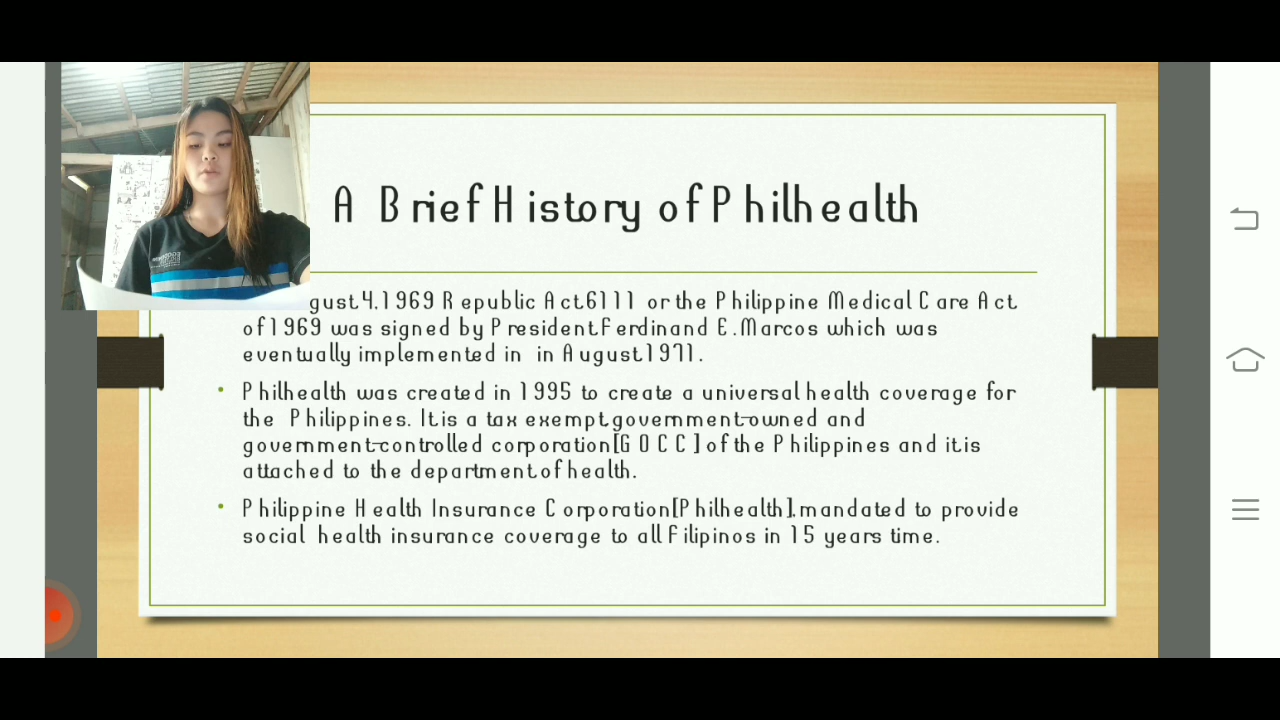 A Brief History of Philhealth
gust 4,1969 Republic Act 6111 or the Philippine Medical Care Act
of 1969 was signed by President Ferdinand E. Marcos which was
eventually implemented in in August 1971.
• Philhealth was created in 1995 to create a universal health coverage for
the Philippines. It is a tax exempt, government-owned and
government-controlled corporation[GOCC] of the Philippines and it is
attached to the department of health.
• Philippine Health Insurance Corporation[Philhealth], mandated to provide
social health insurance coverage to all Filipinos in 15 years time.